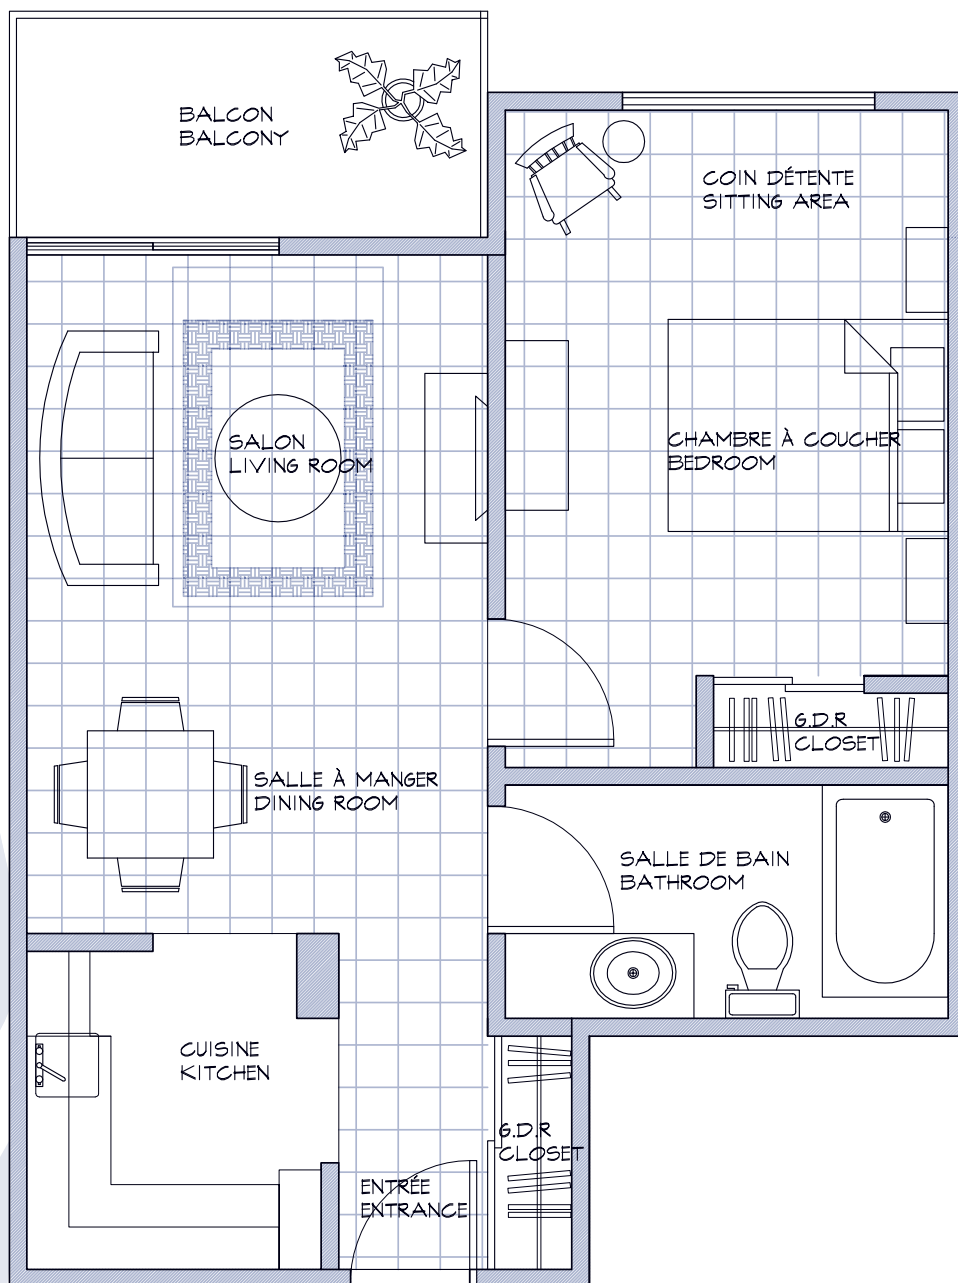 BALCON
BALCONY
COIN DÉTENTE
SITTING AREA
SALON
LIVING ROOM
CHAMBRE À COUCHER
BEDROOM
G.D.R
CLOSET
SALLE À MANGER
DINING ROOM
SALLE DE BAIN
BATHROOM
CUISINE
KITCHEN
G.D.R
CLOSET
ENTRÉE
ENTRANCE